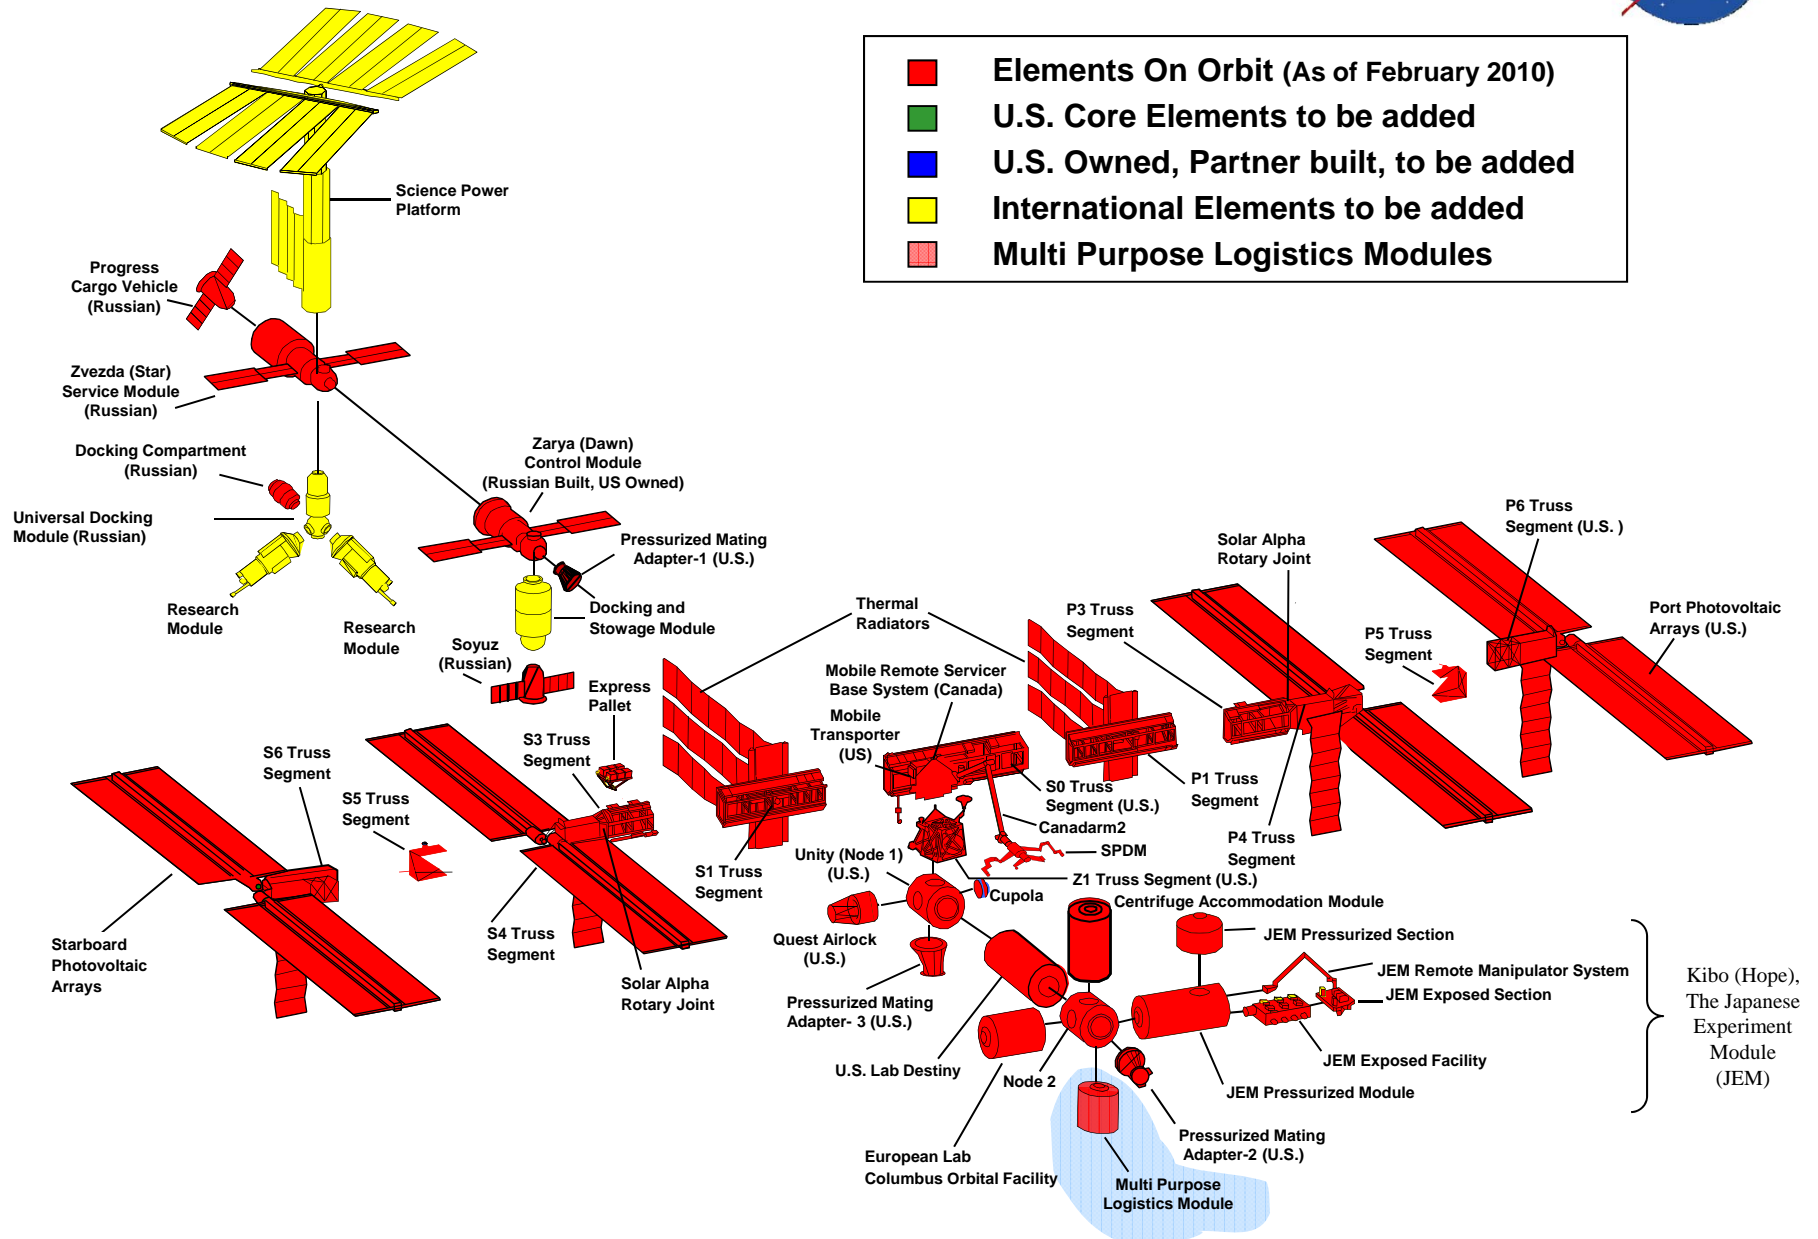 Elements On Orbit (As of February 2010)
U.S. Core Elements to be added
U.S. Owned, Partner built, to be added
International Elements to be added
Multi Purpose Logistics Modules
Science Power
Platform
Progress
Cargo Vehicle
(Russian)
Zvezda (Star)
Service Module
(Russian)
Docking Compartment
(Russian)
Universal Docking
Module (Russian)
Research
Module
Research
Module
Zarya (Dawn)
Control Module
(Russian Built, US Owned)
Pressurized Mating
Adapter-1 (U.S.)
Docking and
Stowage Module
Soyuz
(Russian)
Express
Pallet
Thermal
Radiators
Mobile Remote Servicer
Base System (Canada)
Mobile
Transporter
(US)
P3 Truss
Segment
Solar Alpha
Rotary Joint
P6 Truss
Segment (U.S. )
P5 Truss
Segment
Port Photovoltaic
Arrays (U.S.)
S6 Truss
Segment
S5 Truss
Segment
S3 Truss
Segment
S0 Truss
Segment (U.S.)
P1 Truss
Segment
Canadarm2
P4 Truss
Segment
SPDM
S1 Truss
Segment
Unity (Node 1)
(U.S.)
Z1 Truss Segment (U.S.)
Cupola
Centrifuge Accommodation Module
Starboard
Photovoltaic
Arrays
S4 Truss
Segment
Solar Alpha
Rotary Joint
Quest Airlock
(U.S.)
Pressurized Mating
Adapter- 3 (U.S.)
U.S. Lab Destiny
Node 2
JEM Pressurized Section
JEM Remote Manipulator System
JEM Exposed Section
JEM Exposed Facility
JEM Pressurized Module
Kibo (Hope),
The Japanese
Experiment
Module
(JEM)
European Lab
Columbus Orbital Facility
Pressurized Mating
Adapter-2 (U.S.)
Multi Purpose
Logistics Module